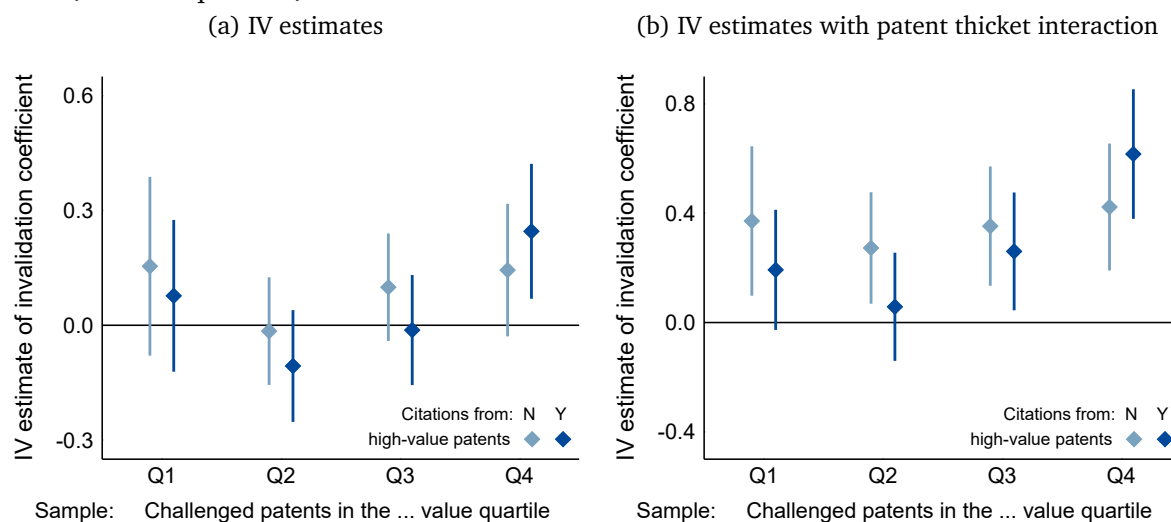 (a) IV estimates
(b) IV estimates with patent thicket interaction
IV estimate of invalidation coefficient
0.6
0.3
0.0
-0.3
Citations from: N Y
high-value patents
Q1 Q2 Q3 Q4
Sample: Challenged patents in the ... value quartile
IV estimate of invalidation coefficient
0.8
0.4
0.0
-0.4
Citations from: N Y
high-value patents
Q1 Q2 Q3 Q4
Sample: Challenged patents in the ... value quartile